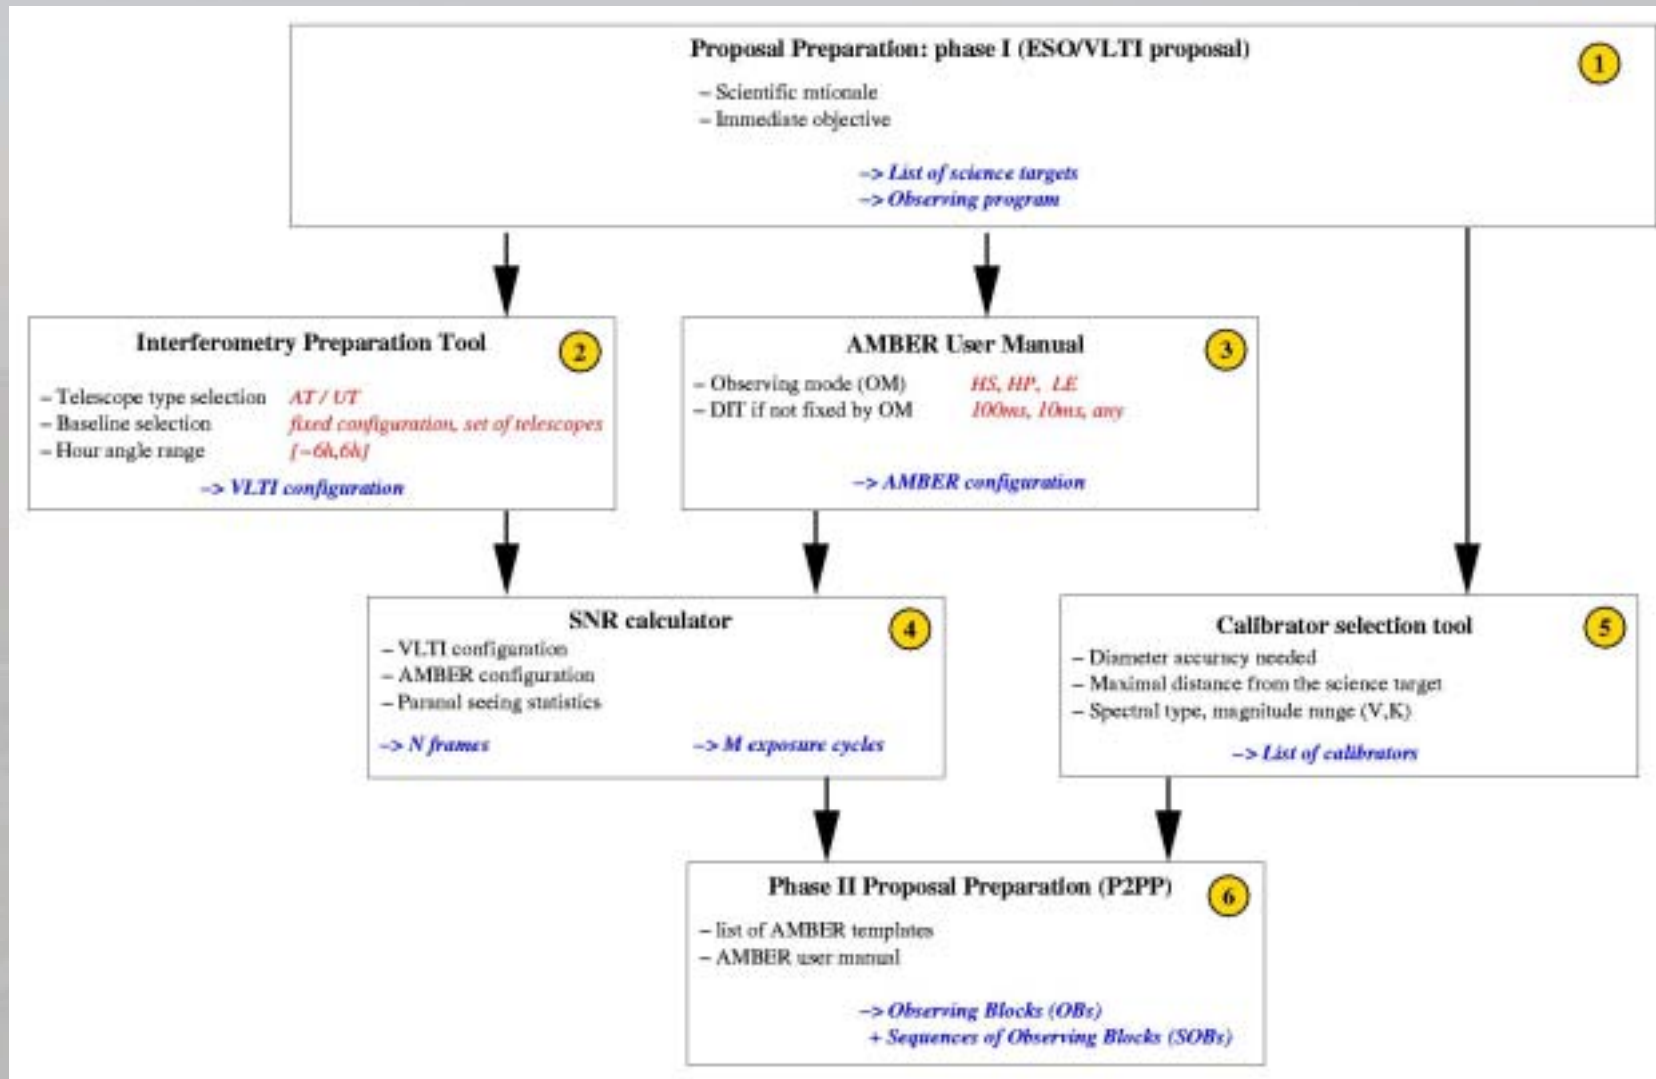 Proposal Preparation: phase I (ESO/VLTI proposal)
1
– Scientific rationale
– Immediate objective
–> List of science targets
–> Observing program
Interferometry Preparation Tool
2
– Telescope type selection AT / UT
– Baseline selection fixed configuration, set of telescopes
– Hour angle range [–6h,6h]
–> VLTI configuration
AMBER User Manual
3
– Observing mode (OM) HS, HP, LE
– DIT if not fixed by OM 100ms, 10ms, any
–> AMBER configuration
SNR calculator
4
– VLTI configuration
– AMBER configuration
– Paranal seeing statistics
–> N frames –> M exposure cycles
Calibrator selection tool
5
– Diameter accuracy needed
– Maximal distance from the science target
– Spectral type, magnitude range (V,K)
–> List of calibrators
Phase II Proposal Preparation (P2PP)
6
– list of AMBER templates
– AMBER user manual
–> Observing Blocks (OBs)
+ Sequences of Observing Blocks (SOBs)